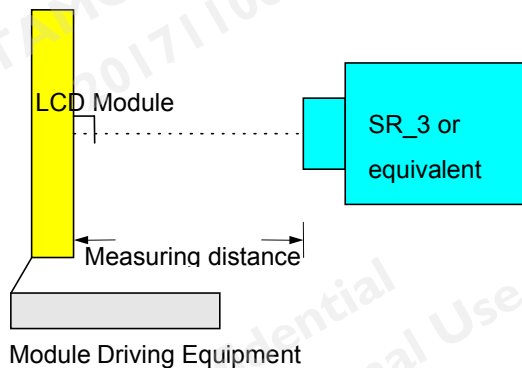 LCD Module
SR_3 or
equivalent
Measuring distance
Module Driving Equipment